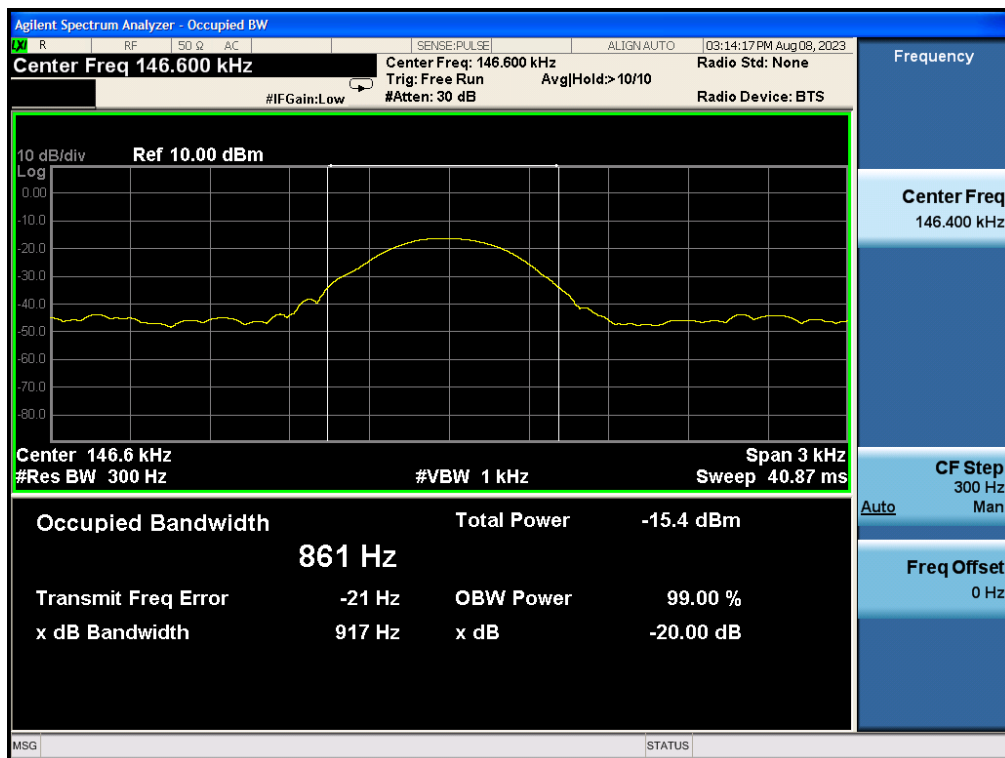 Agilent Spectrum Analyzer - Occupied BW
LXI R RF 50 Ω AC SENSE:PULSE ALIGN AUTO 03:14:17 PM Aug 08, 2023
Center Freq 146.600 kHz
Center Freq: 146.600 kHz Radio Std: None
Trig: Free Run Avg|Hold:>10/10
#IFGain:Low #Atten: 30 dB Radio Device: BTS
10 dB/div Ref 10.00 dBm
Log
0.00
-10.0
-20.0
-30.0
-40.0
-50.0
-60.0
-70.0
-80.0
Center 146.6 kHz Span 3 kHz
#Res BW 300 Hz #VBW 1 kHz Sweep 40.87 ms
Occupied Bandwidth Total Power -15.4 dBm
861 Hz
Transmit Freq Error -21 Hz OBW Power 99.00 %
x dB Bandwidth 917 Hz x dB -20.00 dB
MSG STATUS
Frequency
Center Freq
146.400 kHz
CF Step
300 Hz
Auto Man
Freq Offset
0 Hz